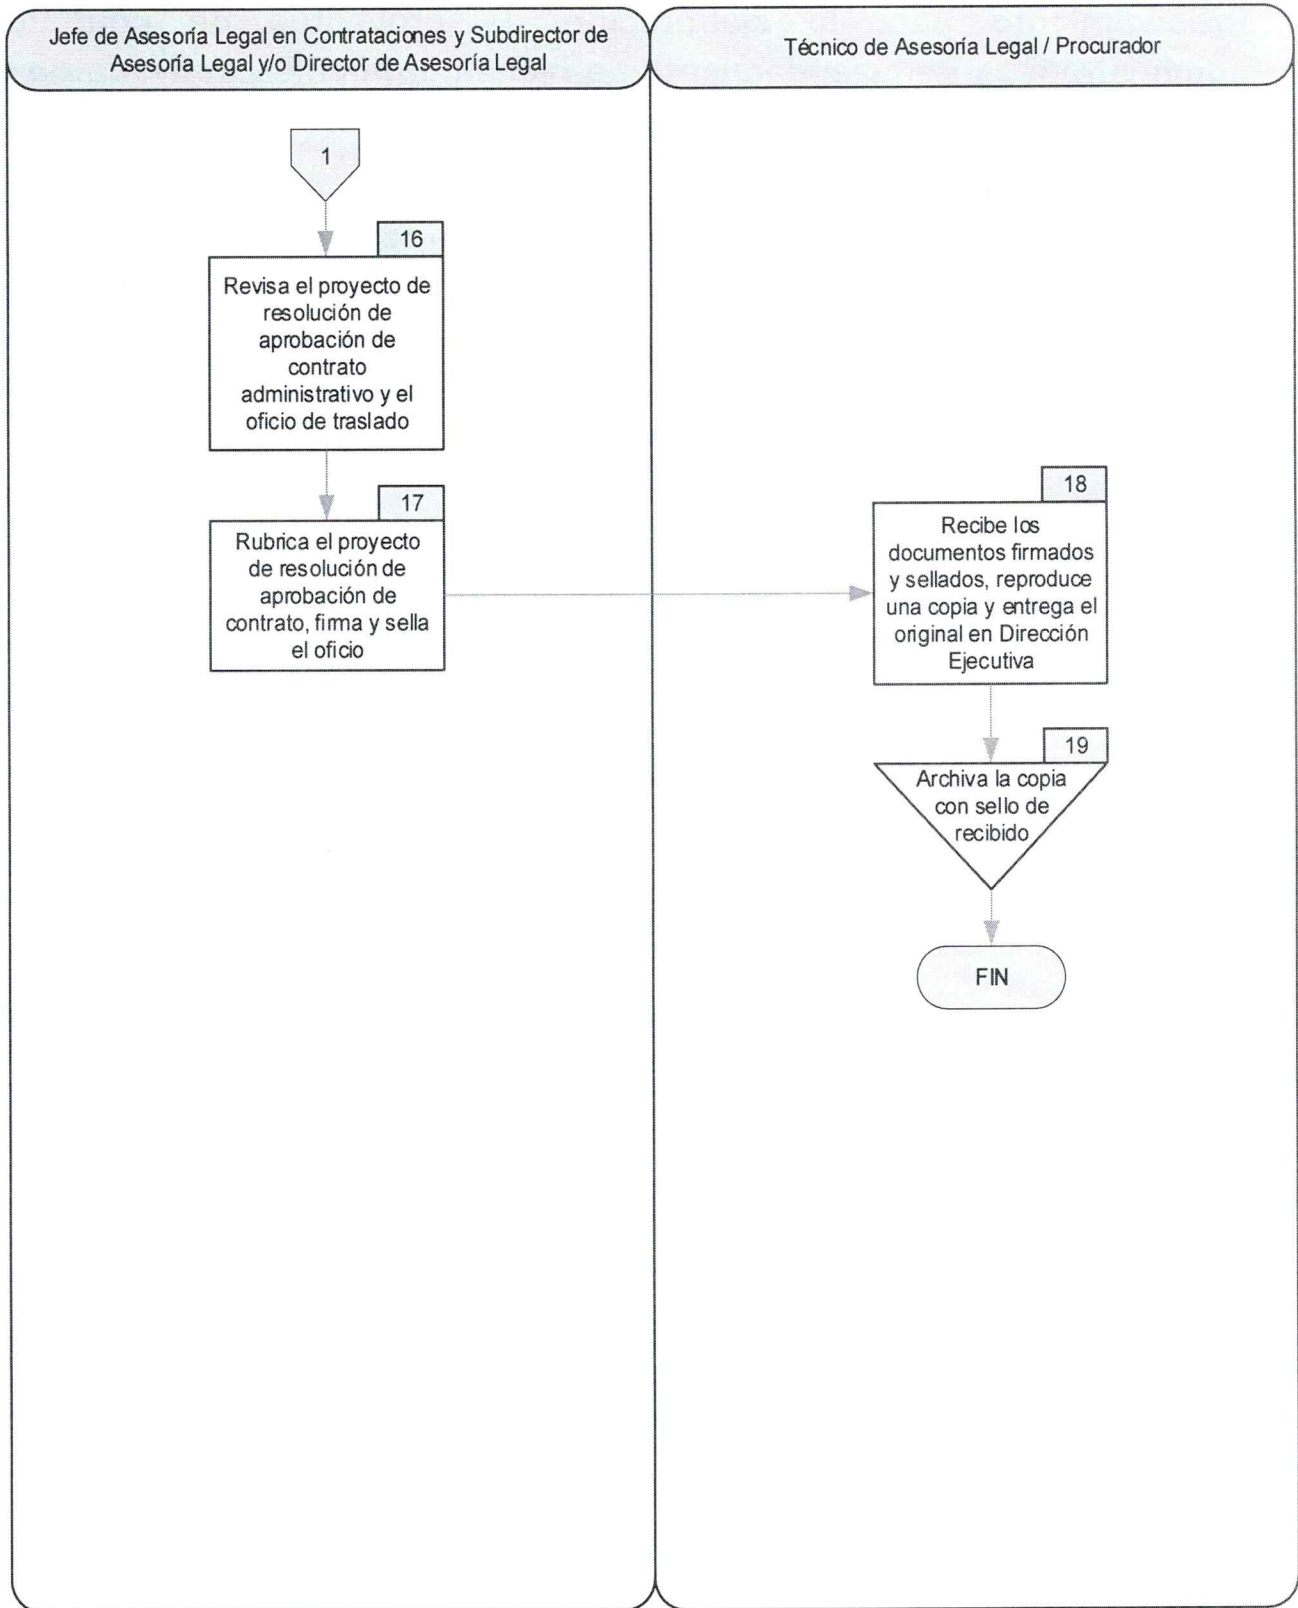 Jefe de Asesoría Legal en Contrataciones y Subdirector de
Asesoría Legal y/o Director de Asesoría Legal
Técnico de Asesoría Legal / Procurador
1
16
Revisa el proyecto de
resolución de
aprobación de
contrato
administrativo y el
oficio de traslado
17
Rubrica el proyecto
de resolución de
aprobación de
contrato, firma y sella
el oficio
18
Recibe los
documentos firmados
y sellados, reproduce
una copia y entrega el
original en Dirección
Ejecutiva
19
Archiva la copia
con sello de
recibido
FIN